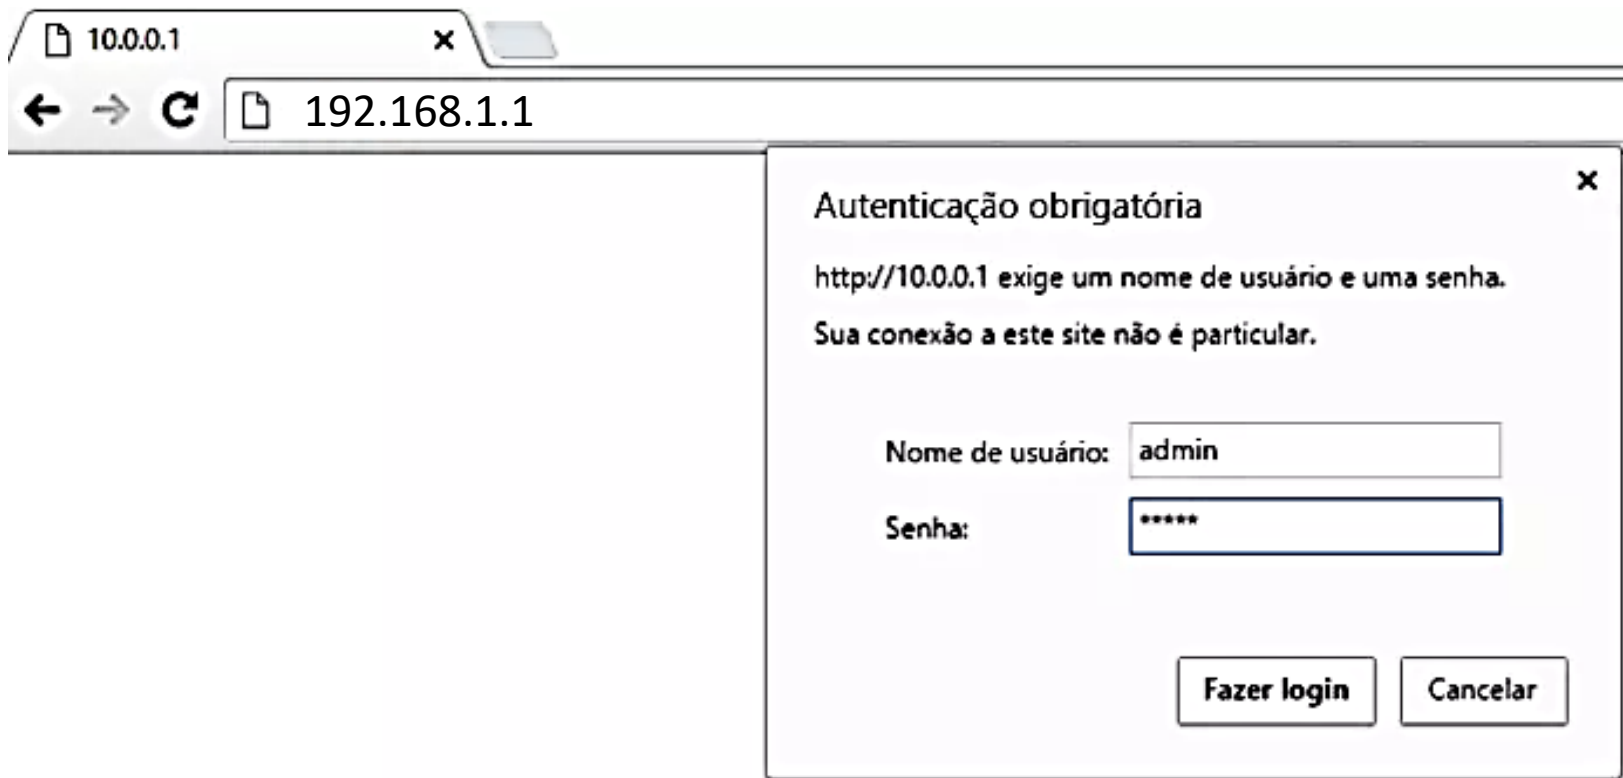 10.0.0.1
192.168.1.1
Autenticação obrigatória
http://10.0.0.1 exige um nome de usuário e uma senha.
Sua conexão a este site não é particular.
Nome de usuário: admin
Senha: *****
Fazer login Cancelar